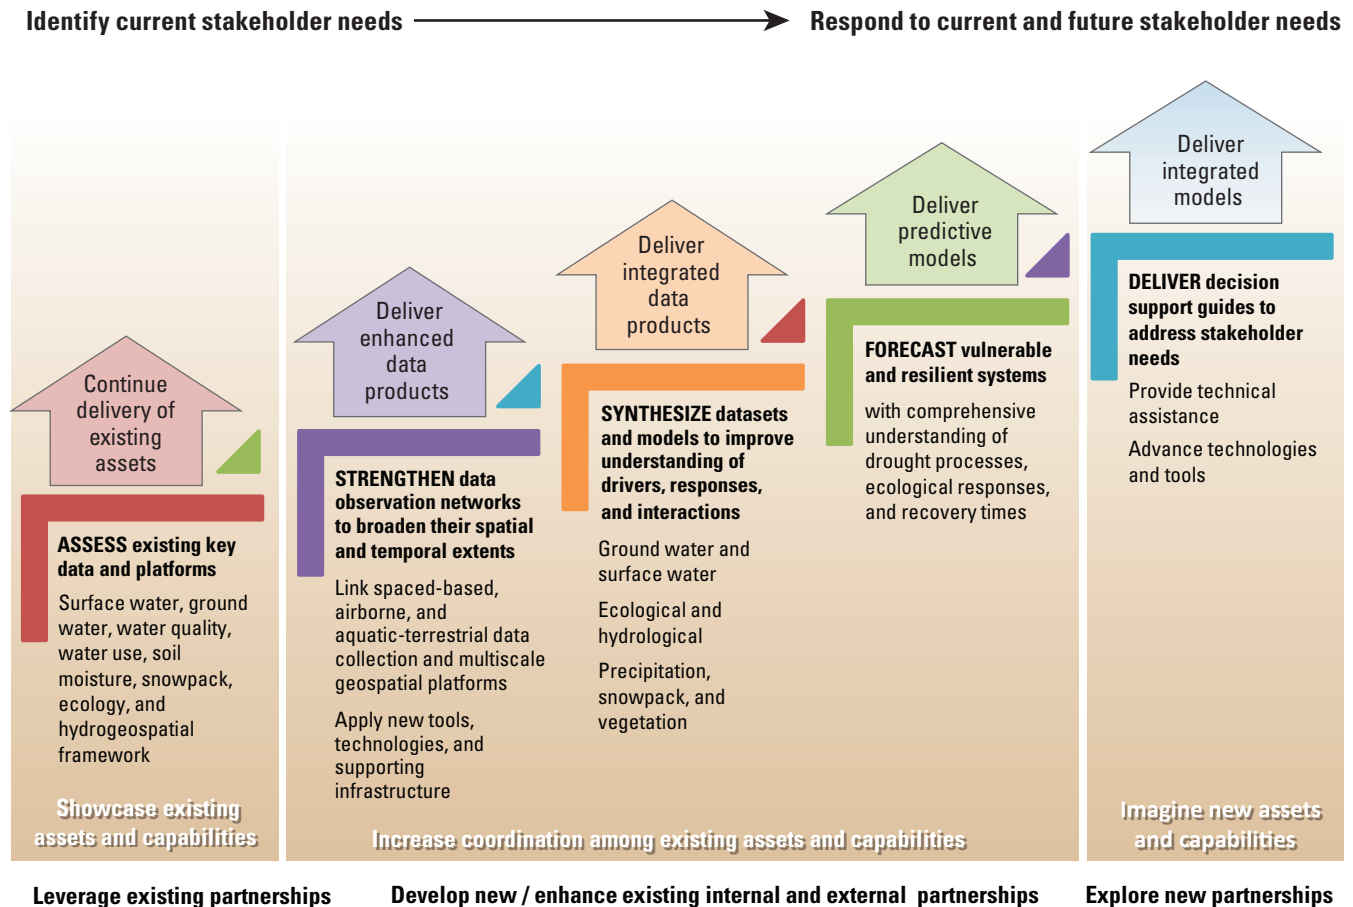 Identify current stakeholder needs
Respond to current and future stakeholder needs
Continue
delivery of
existing
assets
ASSESS existing key
data and platforms
Surface water, ground
water, water quality,
water use, soil
moisture, snowpack,
ecology, and
hydrogeospatial
framework
Showcase existing
assets and capabilities
Deliver
enhanced
data
products
STRENGTHEN data
observation networks
to broaden their spatial
and temporal extents
Link spaced-based,
airborne, and
aquatic-terrestrial data
collection and multiscale
geospatial platforms
Apply new tools,
technologies, and
supporting
infrastructure
Deliver
integrated
data
products
SYNTHESIZE datasets
and models to improve
understanding of
drivers, responses,
and interactions
Ground water and
surface water
Ecological and
hydrological
Precipitation,
snowpack, and
vegetation
Deliver
predictive
models
FORECAST vulnerable
and resilient systems
with comprehensive
understanding of
drought processes,
ecological responses,
and recovery times
Increase coordination among existing assets and capabilities
Deliver
integrated
models
DELIVER decision
support guides to
address stakeholder
needs
Provide technical
assistance
Advance technologies
and tools
Imagine new assets
and capabilities
Leverage existing partnerships
Develop new / enhance existing internal and external partnerships
Explore new partnerships